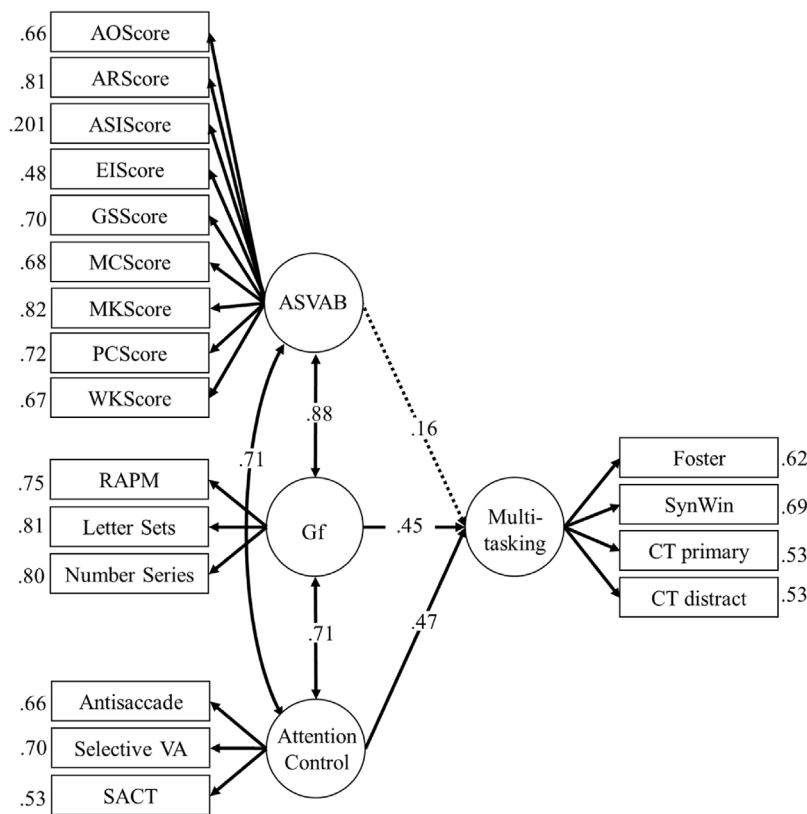 .66 AOScore
.81 ARScore
.201 ASIScore
.48 EIScore
.70 GSScore
.68 MCScore
.82 MKScore
.72 PCScore
.67 WKScore
ASVAB
.88
.71
.16
.75 RAPM
.81 Letter Sets
.80 Number Series
Gf
.45
Multi-
tasking
Foster .62
SynWin .69
CT primary .53
CT distract .53
.71
.47
.66 Antisaccade
.70 Selective VA
.53 SACT
Attention
Control